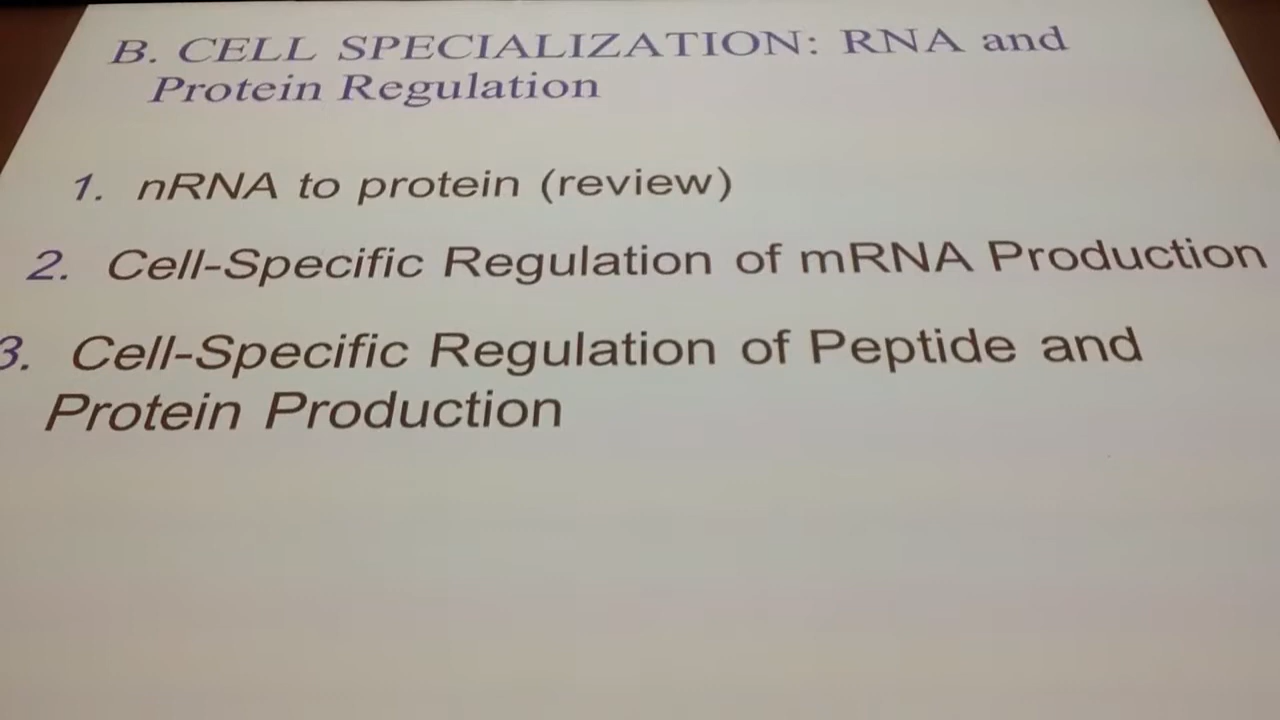 B. CELL SPECIALIZATION: RNA and
Protein Regulation
1. nRNA to protein (review)
2. Cell-Specific Regulation of mRNA Production
3. Cell-Specific Regulation of Peptide and
Protein Production